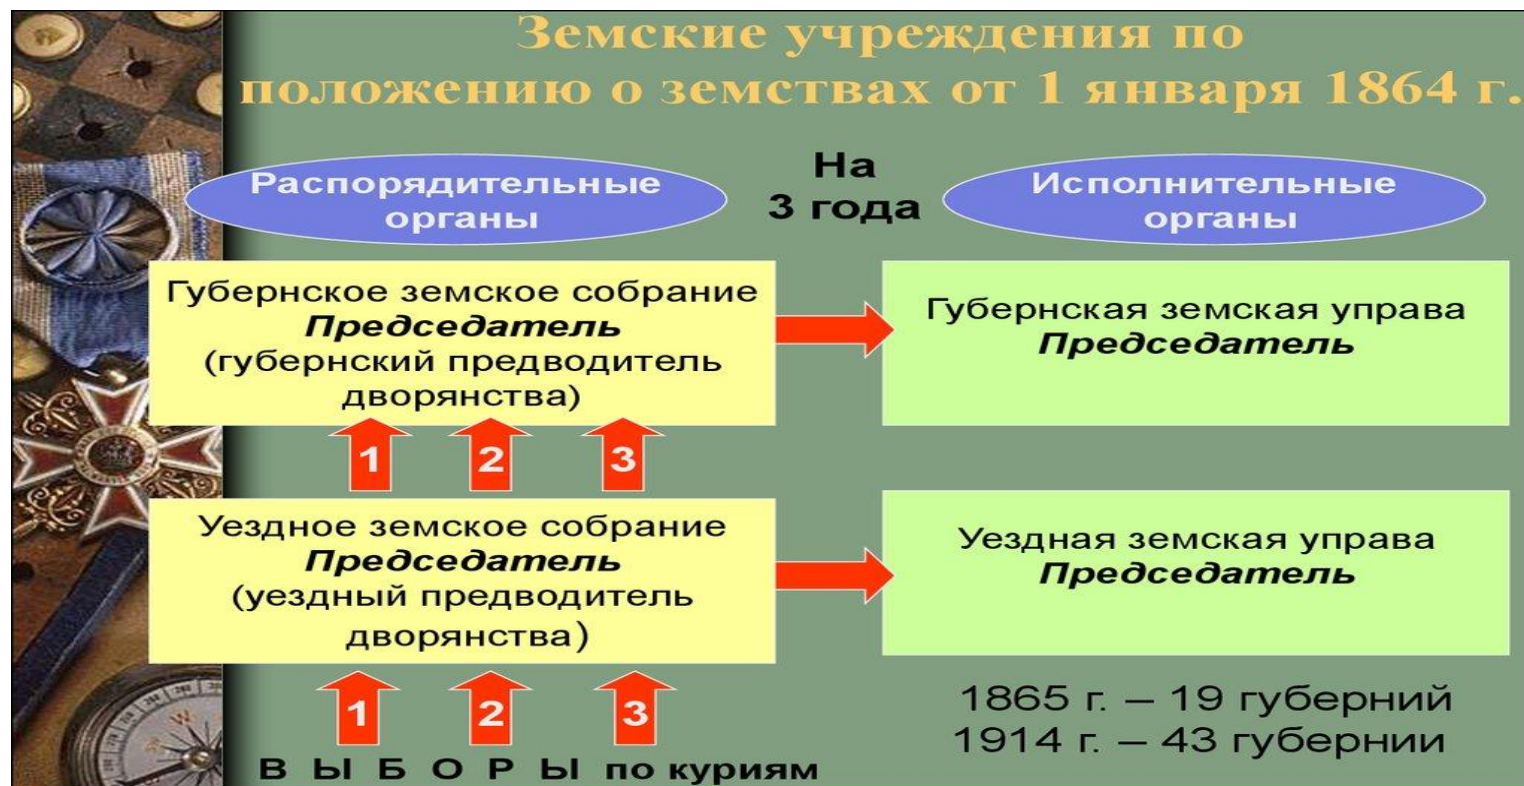 Земские учреждения по
положению о земствах от 1 января 1864 г.
Распорядительные
органы
На
3 года
Исполнительные
органы
Губернское земское собрание
Председатель
(губернский предводитель
дворянства)
Губернская земская управа
Председатель
1 2 3
Уездное земское собрание
Председатель
(уездный предводитель
дворянства)
Уездная земская управа
Председатель
1 2 3
В Ы Б О Р Ы по куриям
1865 г. – 19 губерний
1914 г. – 43 губернии